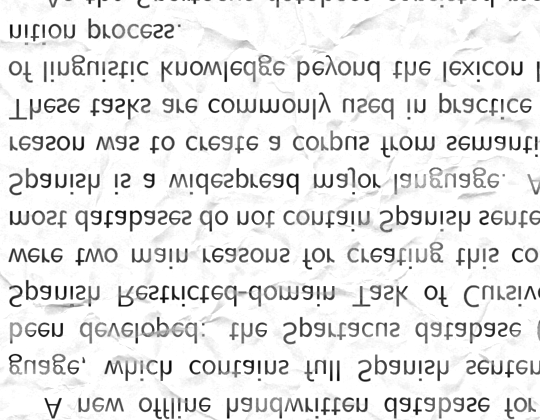 A new offline handwritten database for
guage, which contains full Spanish senten
been developed: the Spartacus database (
Spanish Restricted-domain Task of Cursiv
were two main reasons for creating this co
most databases do not contain Spanish sente
Spanish is a widespread major language. A
reason was to create a corpus from semanti
These tasks are commonly used in practice
of linguistic knowledge beyond the lexicon
nition process.
As the Spartacus database consisted